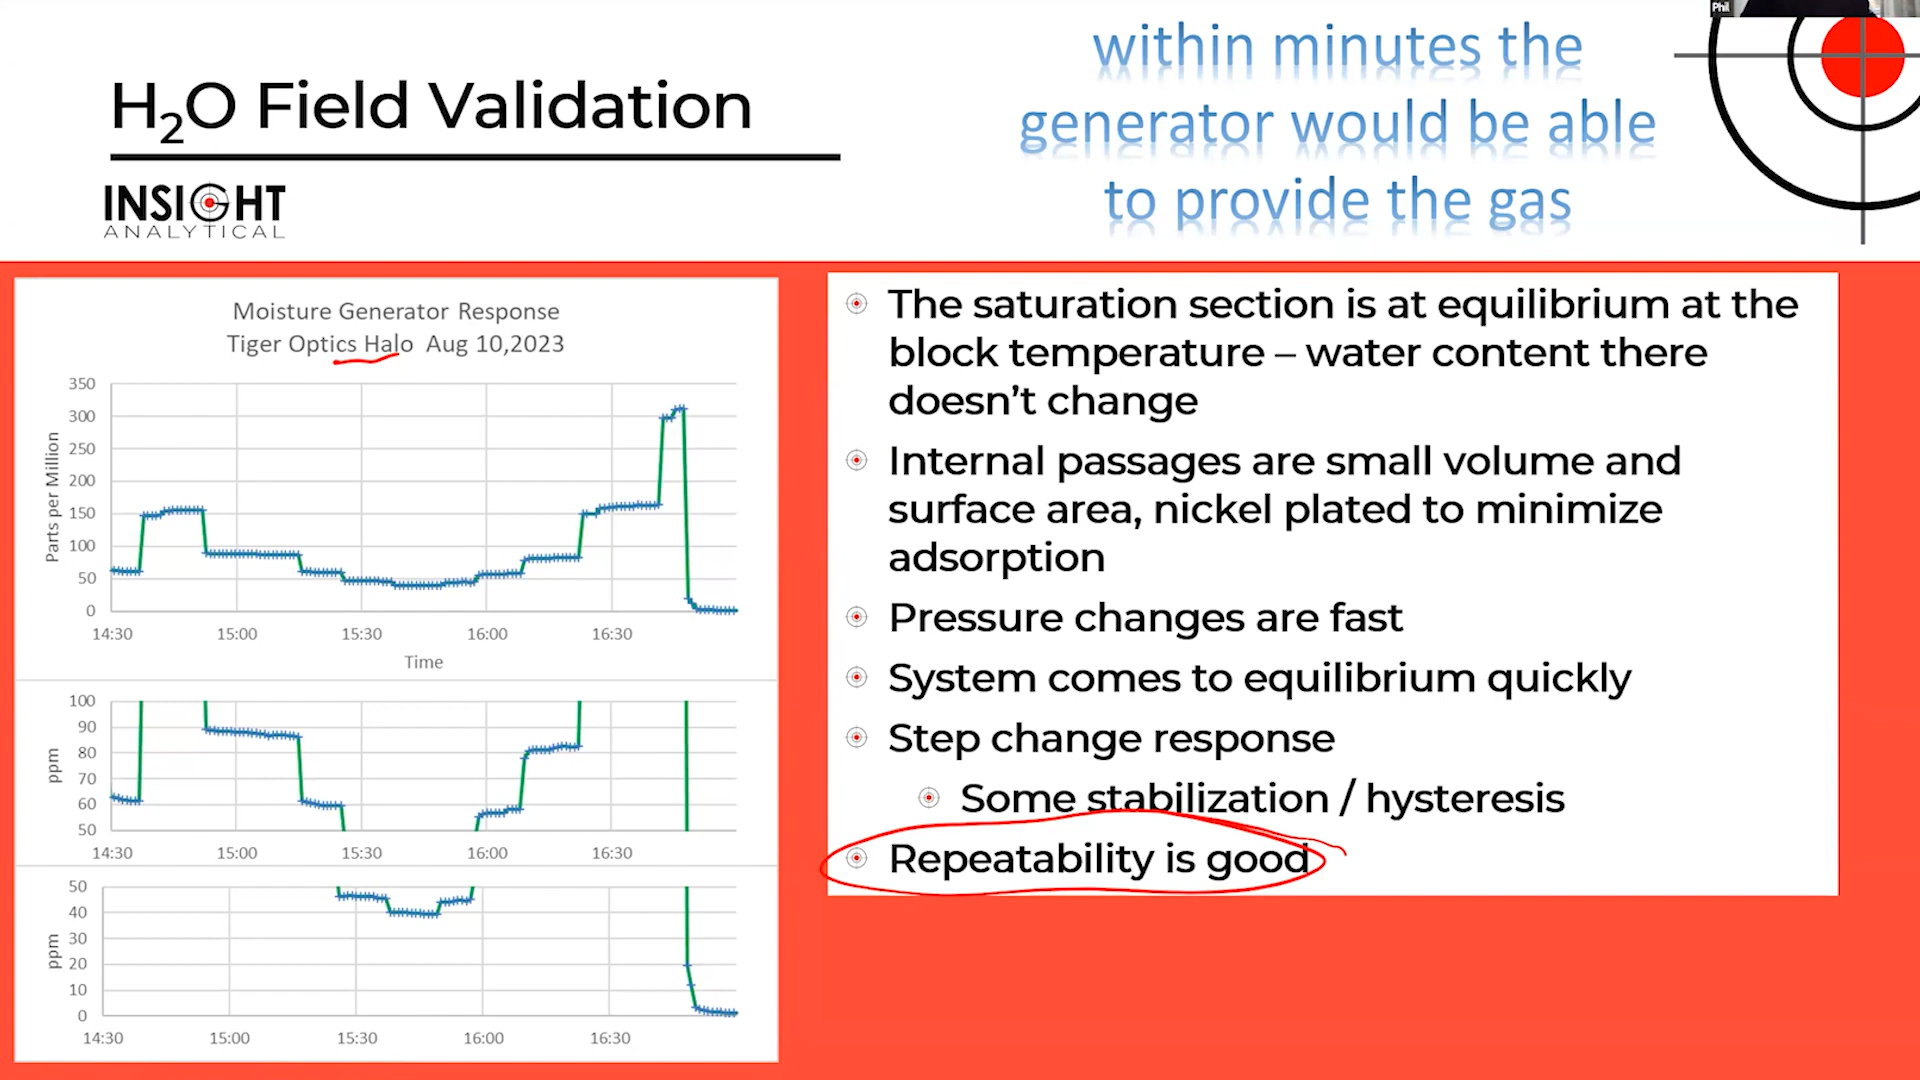 Phil
within minutes the
generator would be able
to provide the gas
H₂O Field Validation
INSIGHT
ANALYTICAL
Moisture Generator Response
Tiger Optics Halo Aug 10,2023
Parts per Million
350
300
250
200
150
100
50
0
14:30 15:00 15:30 16:00 16:30
Time
ppm
100
90
80
70
60
50
14:30 15:00 15:30 16:00 16:30
ppm
50
40
30
20
10
0
14:30 15:00 15:30 16:00 16:30
The saturation section is at equilibrium at the
block temperature – water content there
doesn't change
Internal passages are small volume and
surface area, nickel plated to minimize
adsorption
Pressure changes are fast
System comes to equilibrium quickly
Step change response
Some stabilization / hysteresis
Repeatability is good